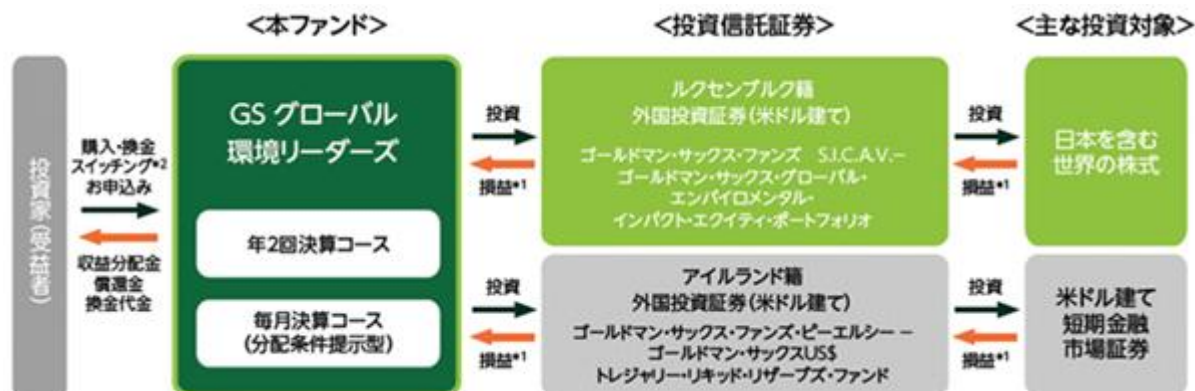 <本ファンド>
<投資信託証券>
<主な投資対象>
投資家(受益者)
購入・換金
スイッチング*2
お申込み
収益分配金
償還金
換金代金
GS グローバル
環境リーダーズ
年2回決算コース
毎月決算コース
(分配条件提示型)
投資
損益*1
ルクセンブルク籍
外国投資証券(米ドル建て)
ゴールドマン・サックス・ファンズ S.I.C.A.V.–
ゴールドマン・サックス・グローバル・
エンバイロメンタル・
インパクト・エクイティ・ポートフォリオ
投資
損益*1
日本を含む
世界の株式
投資
損益*1
アイルランド籍
外国投資証券(米ドル建て)
ゴールドマン・サックス・ファンズ・ピーエルシー –
ゴールドマン・サックスUS$
トレジャリー・リキッド・リザーブズ・ファンド
投資
損益*1
米ドル建て
短期金融
市場証券